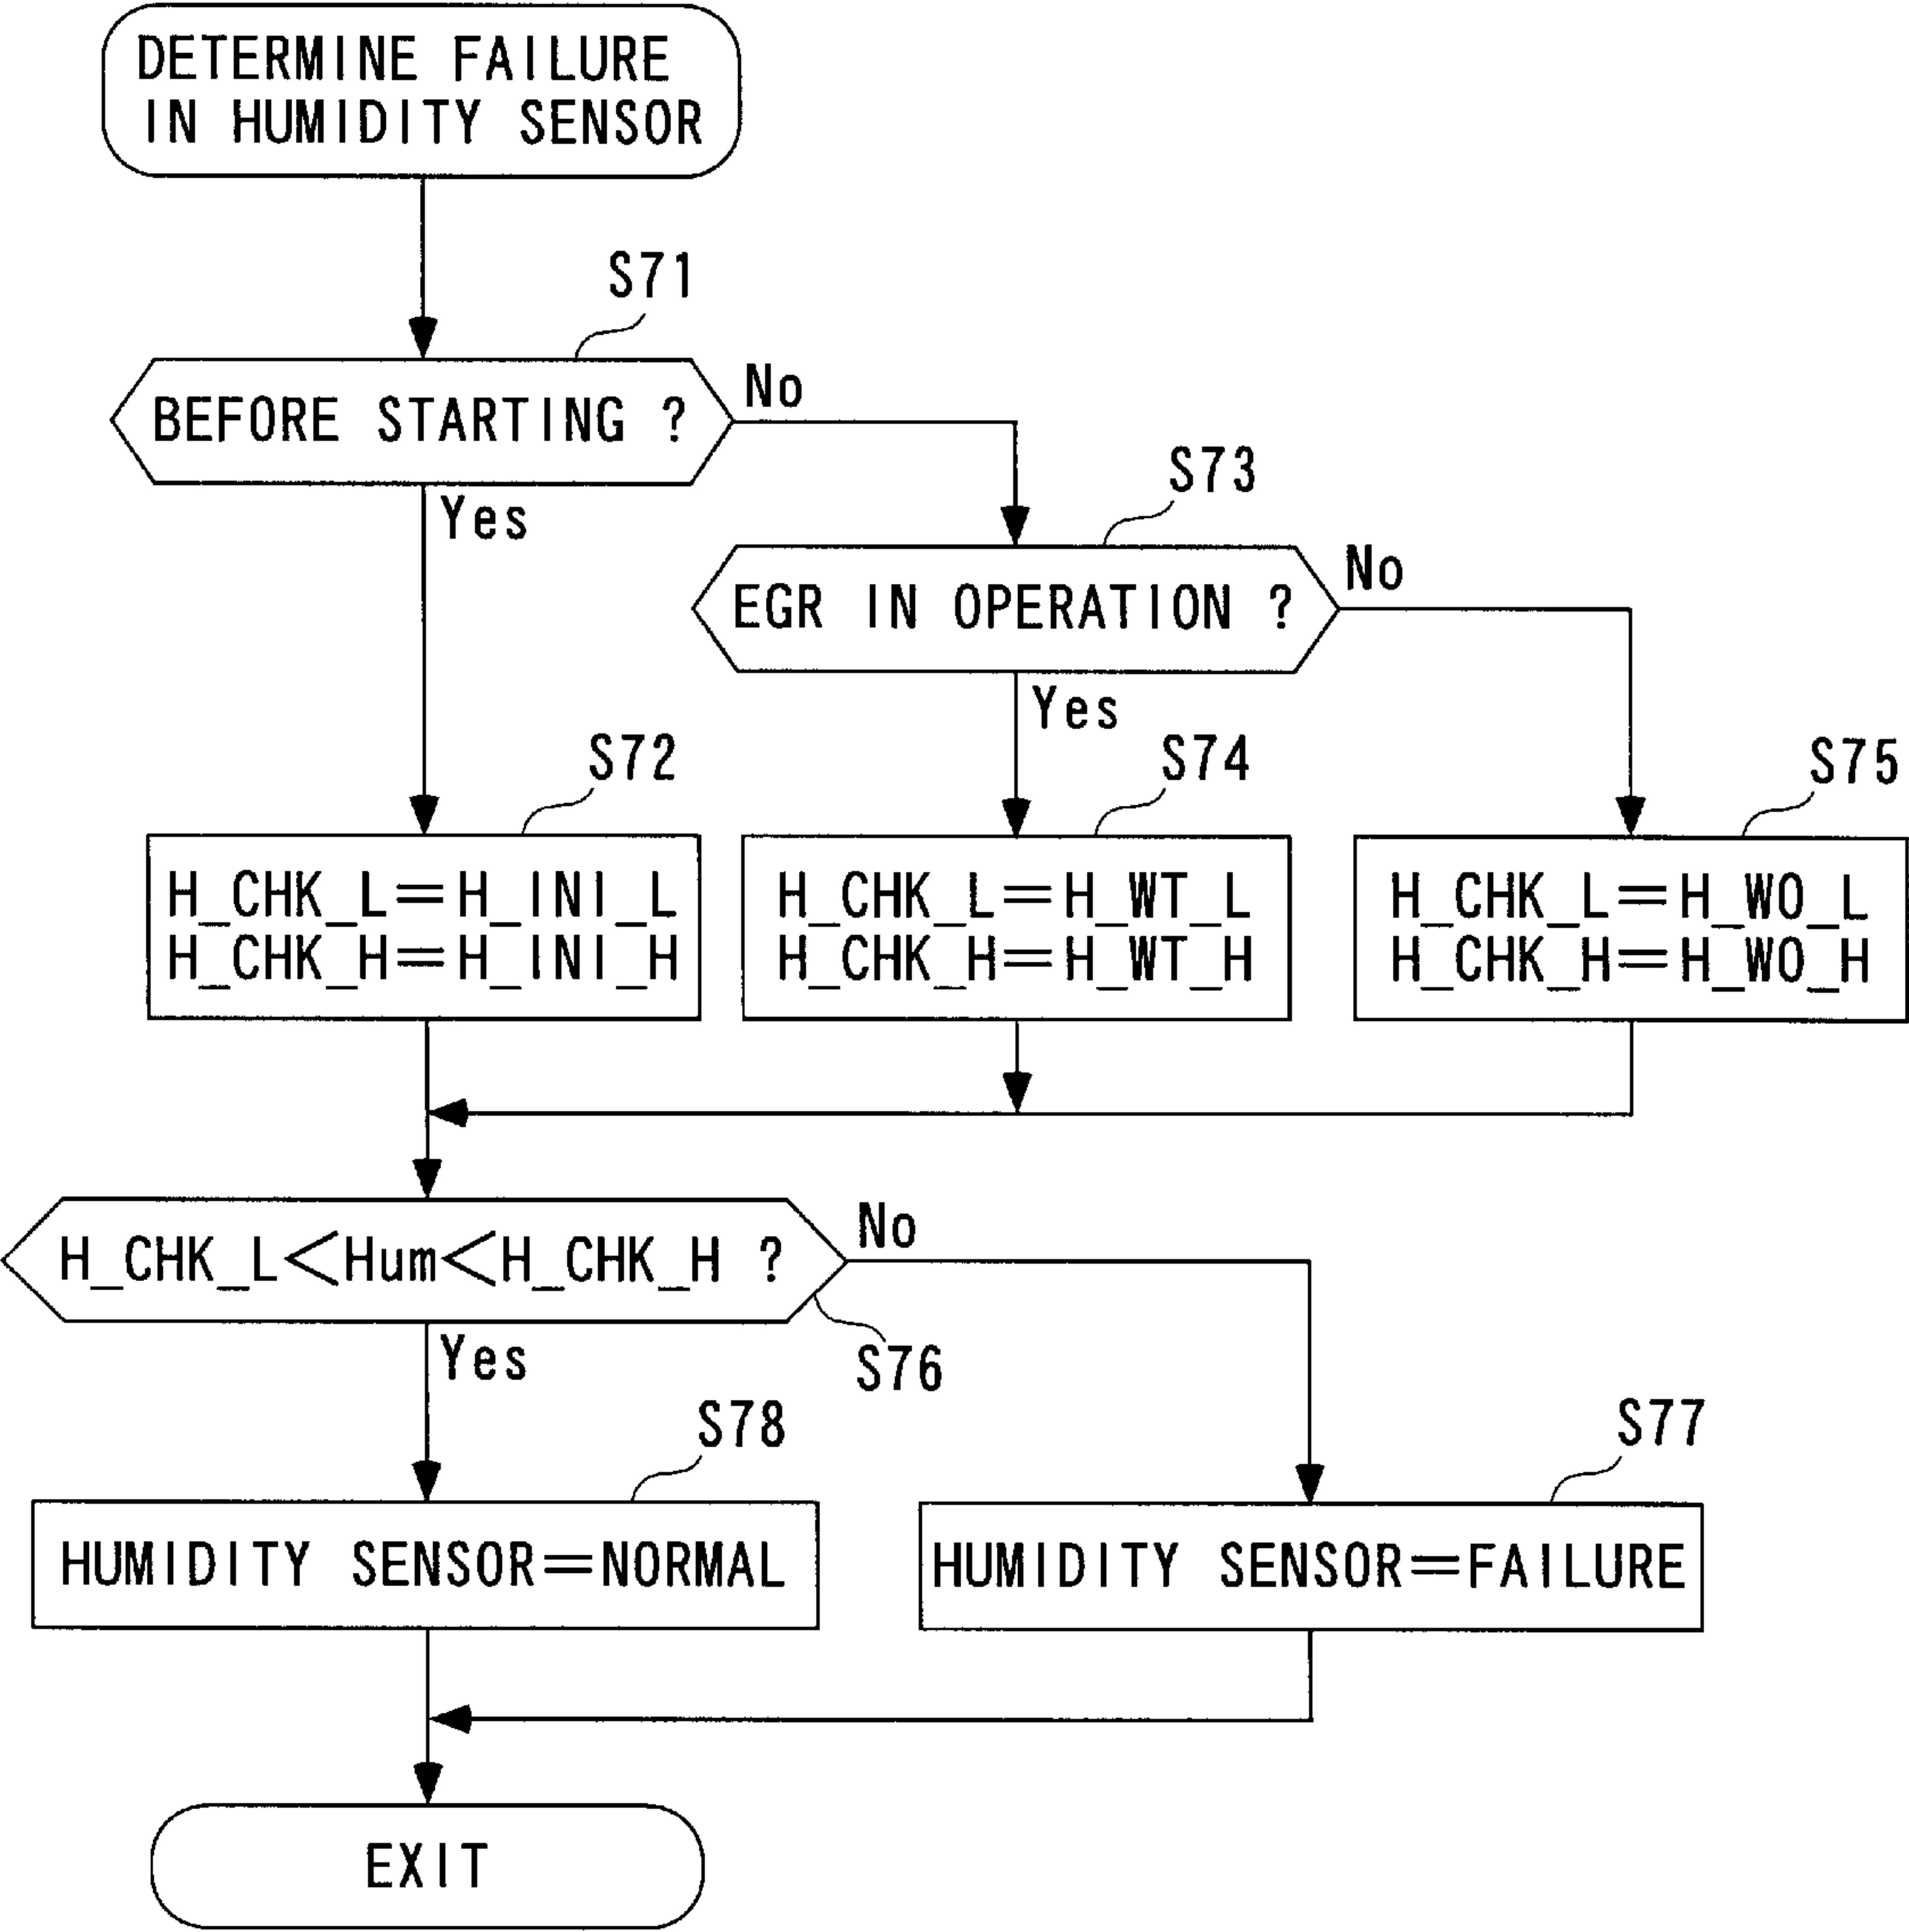 DETERMINE FAILURE
IN HUMIDITY SENSOR
S71
BEFORE STARTING ?
No
Yes
S73
EGR IN OPERATION ?
No
Yes
S72
H_CHK_L=H_INI_L
H_CHK_H=H_INI_H
S74
H_CHK_L=H_WT_L
H_CHK_H=H_WT_H
S75
H_CHK_L=H_WO_L
H_CHK_H=H_WO_H
H_CHK_L<Hum<H_CHK_H ?
No
Yes
S76
S78
HUMIDITY SENSOR=NORMAL
S77
HUMIDITY SENSOR=FAILURE
EXIT